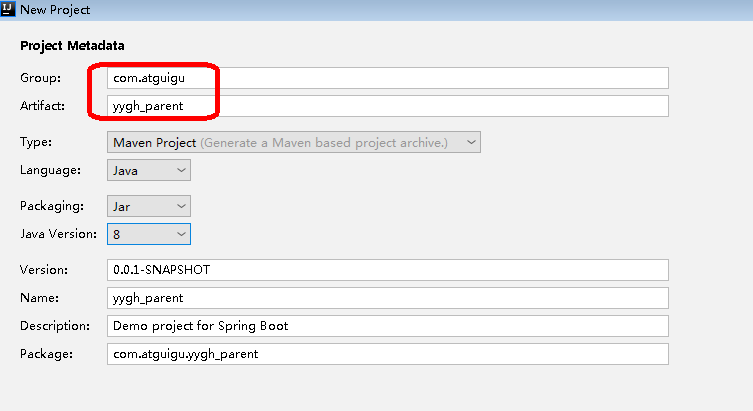 IJ New Project
Project Metadata
Group: com.atguigu
Artifact: yygh_parent
Type: Maven Project (Generate a Maven based project archive.)
Language: Java
Packaging: Jar
Java Version: 8
Version: 0.0.1-SNAPSHOT
Name: yygh_parent
Description: Demo project for Spring Boot
Package: com.atguigu.yygh_parent